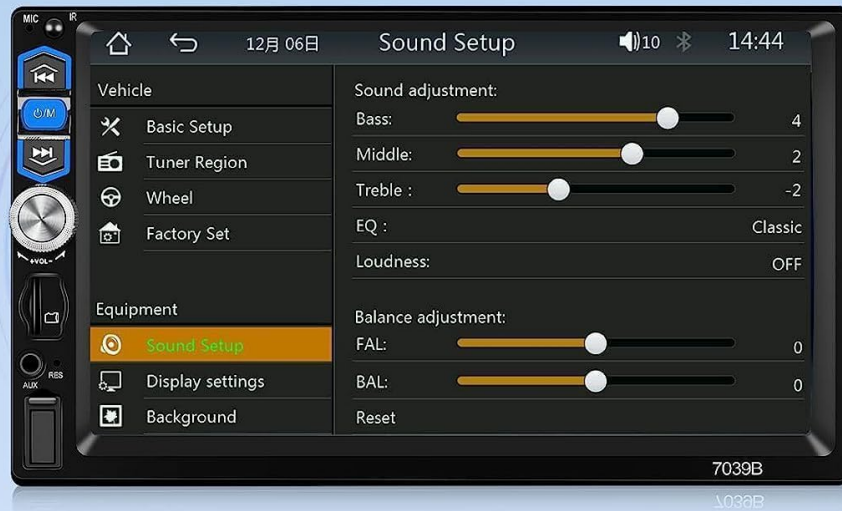 MIC IR
12月 06日 Sound Setup 10 14:44
Vehicle
Basic Setup
Tuner Region
Wheel
Factory Set
Equipment
Sound Setup
Display settings
Background
Sound adjustment:
Bass: 4
Middle: 2
Treble : -2
EQ : Classic
Loudness: OFF
Balance adjustment:
FAL: 0
BAL: 0
Reset
⏻/M
+VOL-
RES
AUX
7039B
7039B